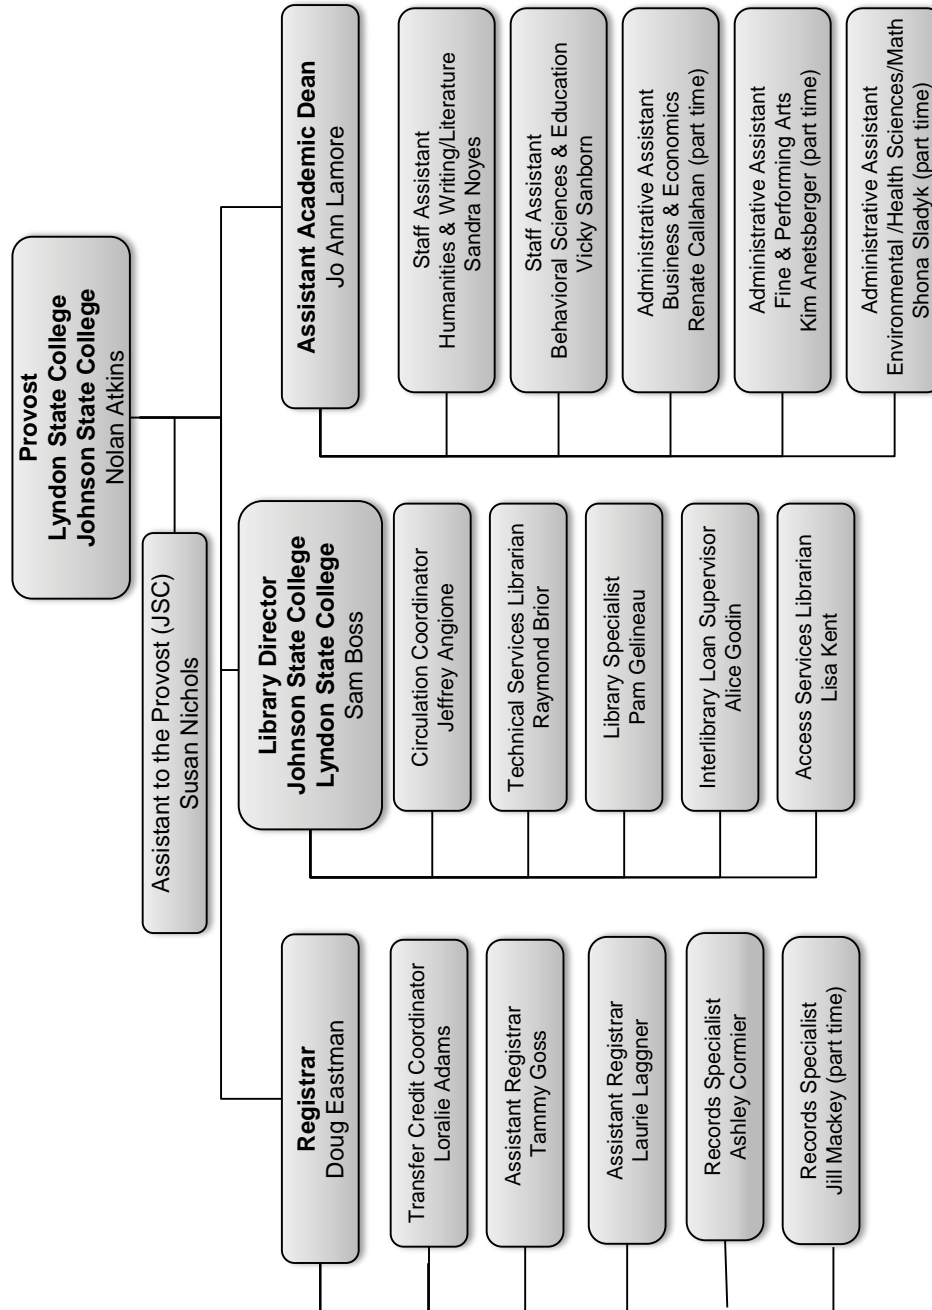 Provost
Lyndon State College
Johnson State College
Nolan Atkins
Assistant to the Provost (JSC)
Susan Nichols
Registrar
Doug Eastman
Transfer Credit Coordinator
Loralie Adams
Assistant Registrar
Tammy Goss
Assistant Registrar
Laurie Laggner
Records Specialist
Ashley Cormier
Records Specialist
Jill Mackey (part time)
Library Director
Johnson State College
Lyndon State College
Sam Boss
Circulation Coordinator
Jeffrey Angione
Technical Services Librarian
Raymond Brior
Library Specialist
Pam Gelineau
Interlibrary Loan Supervisor
Alice Godin
Access Services Librarian
Lisa Kent
Assistant Academic Dean
Jo Ann Lamore
Staff Assistant
Humanities & Writing/Literature
Sandra Noyes
Staff Assistant
Behavioral Sciences & Education
Vicky Sanborn
Administrative Assistant
Business & Economics
Renate Callahan (part time)
Administrative Assistant
Fine & Performing Arts
Kim Anetsberger (part time)
Administrative Assistant
Environmental /Health Sciences/Math
Shona Sladyk (part time)